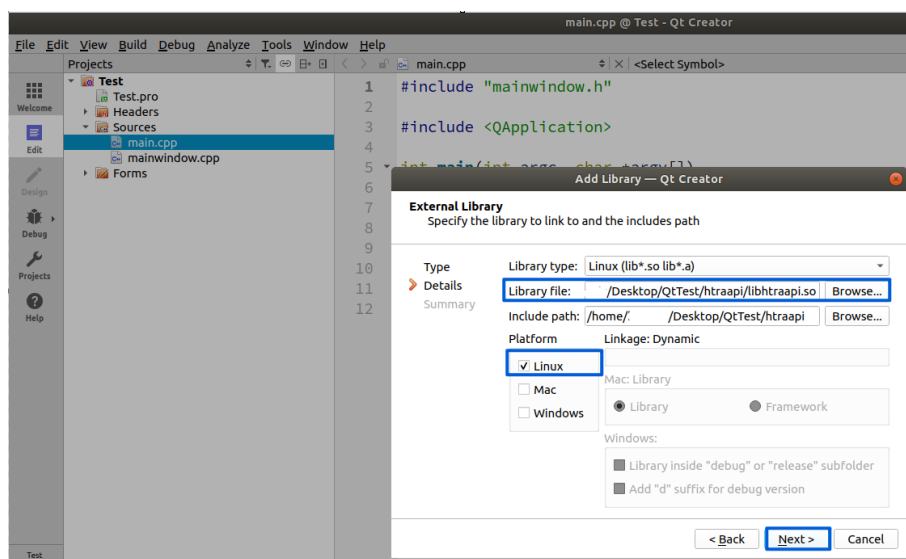 main.cpp @ Test - Qt Creator
File Edit View Build Debug Analyze Tools Window Help
Projects
main.cpp
<Select Symbol>
Welcome
Edit
Design
Debug
Projects
Help
Test
Test
Test.pro
Headers
Sources
main.cpp
mainwindow.cpp
Forms
1 #include "mainwindow.h"
2
3 #include <QApplication>
4
5 int main(int argc, char *argv[])
6
7
8
9
10
11
12
Add Library — Qt Creator
External Library
Specify the library to link to and the includes path
Type
Details
Summary
Library type: Linux (lib*.so lib*.a)
Library file: /Desktop/QtTest/htraapi/libhtraapi.so Browse...
Include path: /home/ /Desktop/QtTest/htraapi Browse...
Platform
Linux
Mac
Windows
Linkage: Dynamic
Mac: Library
Library Framework
Windows:
Library inside "debug" or "release" subfolder
Add "d" suffix for debug version
< Back Next > Cancel